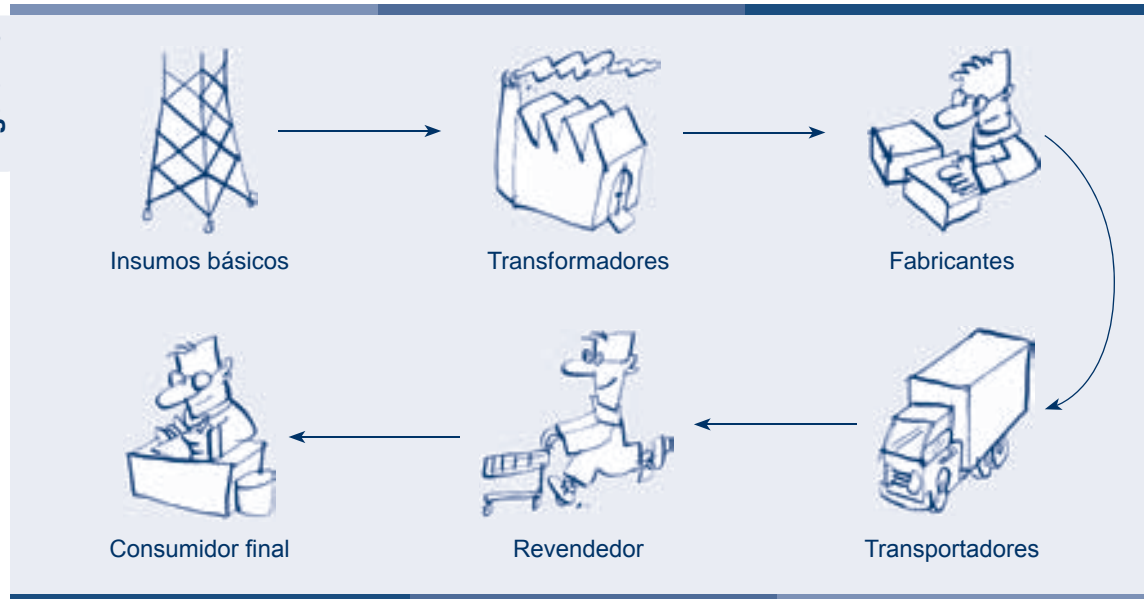 Insumos básicos
Transformadores
Fabricantes
Transportadores
Revendedor
Consumidor final